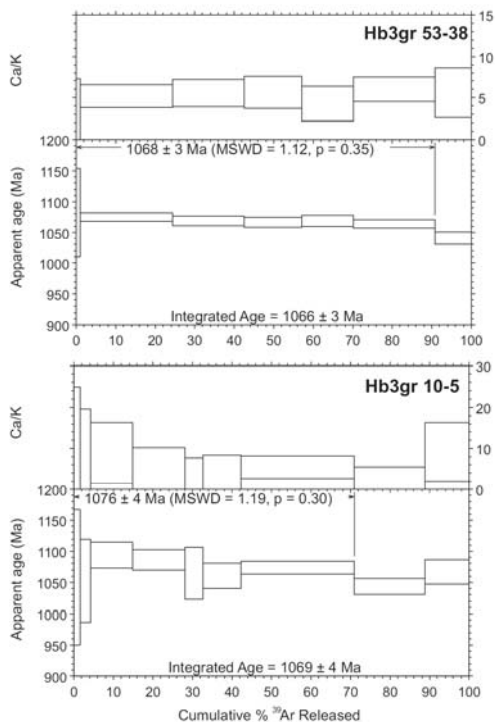 Hb3gr 53-38
Ca/K
15
10
5
0
1068 ± 3 Ma (MSWD = 1.12, p = 0.35)
Apparent age (Ma)
1200
1150
1100
1050
1000
950
900
Integrated Age = 1066 ± 3 Ma
0 10 20 30 40 50 60 70 80 90 100
Hb3gr 10-5
Ca/K
30
20
10
0
1076 ± 4 Ma (MSWD = 1.19, p = 0.30)
Apparent age (Ma)
1200
1150
1100
1050
1000
950
900
Integrated Age = 1069 ± 4 Ma
0 10 20 30 40 50 60 70 80 90 100
Cumulative % ³⁹Ar Released